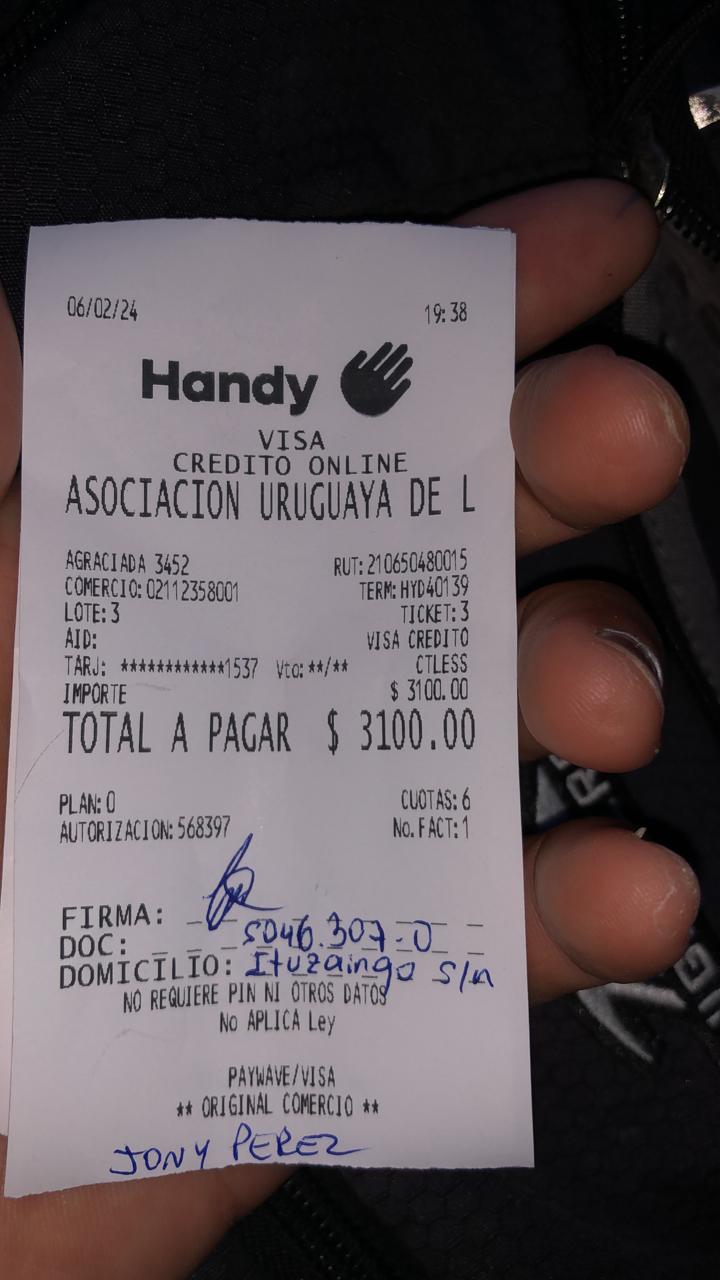 06/02/24 19:38
Handy
VISA
CREDITO ONLINE
ASOCIACION URUGUAYA DE L
AGRACIADA 3452 RUT: 210650480015
COMERCIO: 02112358001 TERM: HYD40139
LOTE: 3 TICKET: 3
AID: VISA CREDITO
TARJ: ************1537 Vto: **/** CTLESS
IMPORTE $ 3100.00
TOTAL A PAGAR $ 3100.00
PLAN: 0 CUOTAS: 6
AUTORIZACION: 568397 No. FACT: 1
FIRMA:
DOC: 5046.307-0
DOMICILIO: Ituzaingo s/n
NO REQUIERE PIN NI OTROS DATOS
No APLICA Ley
PAYWAVE/VISA
** ORIGINAL COMERCIO **
JONY PEREZ